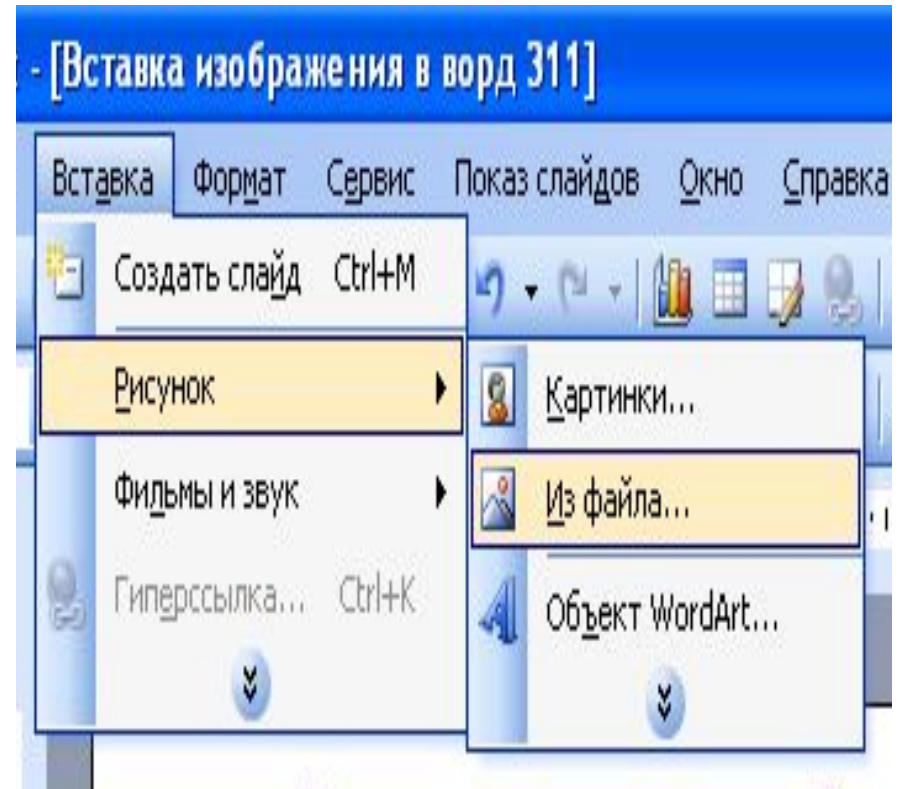 - [Вставка изображения в ворд 311]
Вставка Формат Сервис Показ слайдов Окно Справка
Создать слайд Ctrl+M
Рисунок
Фильмы и звук
Гиперссылка... Ctrl+K
Картинки...
Из файла...
Объект WordArt...